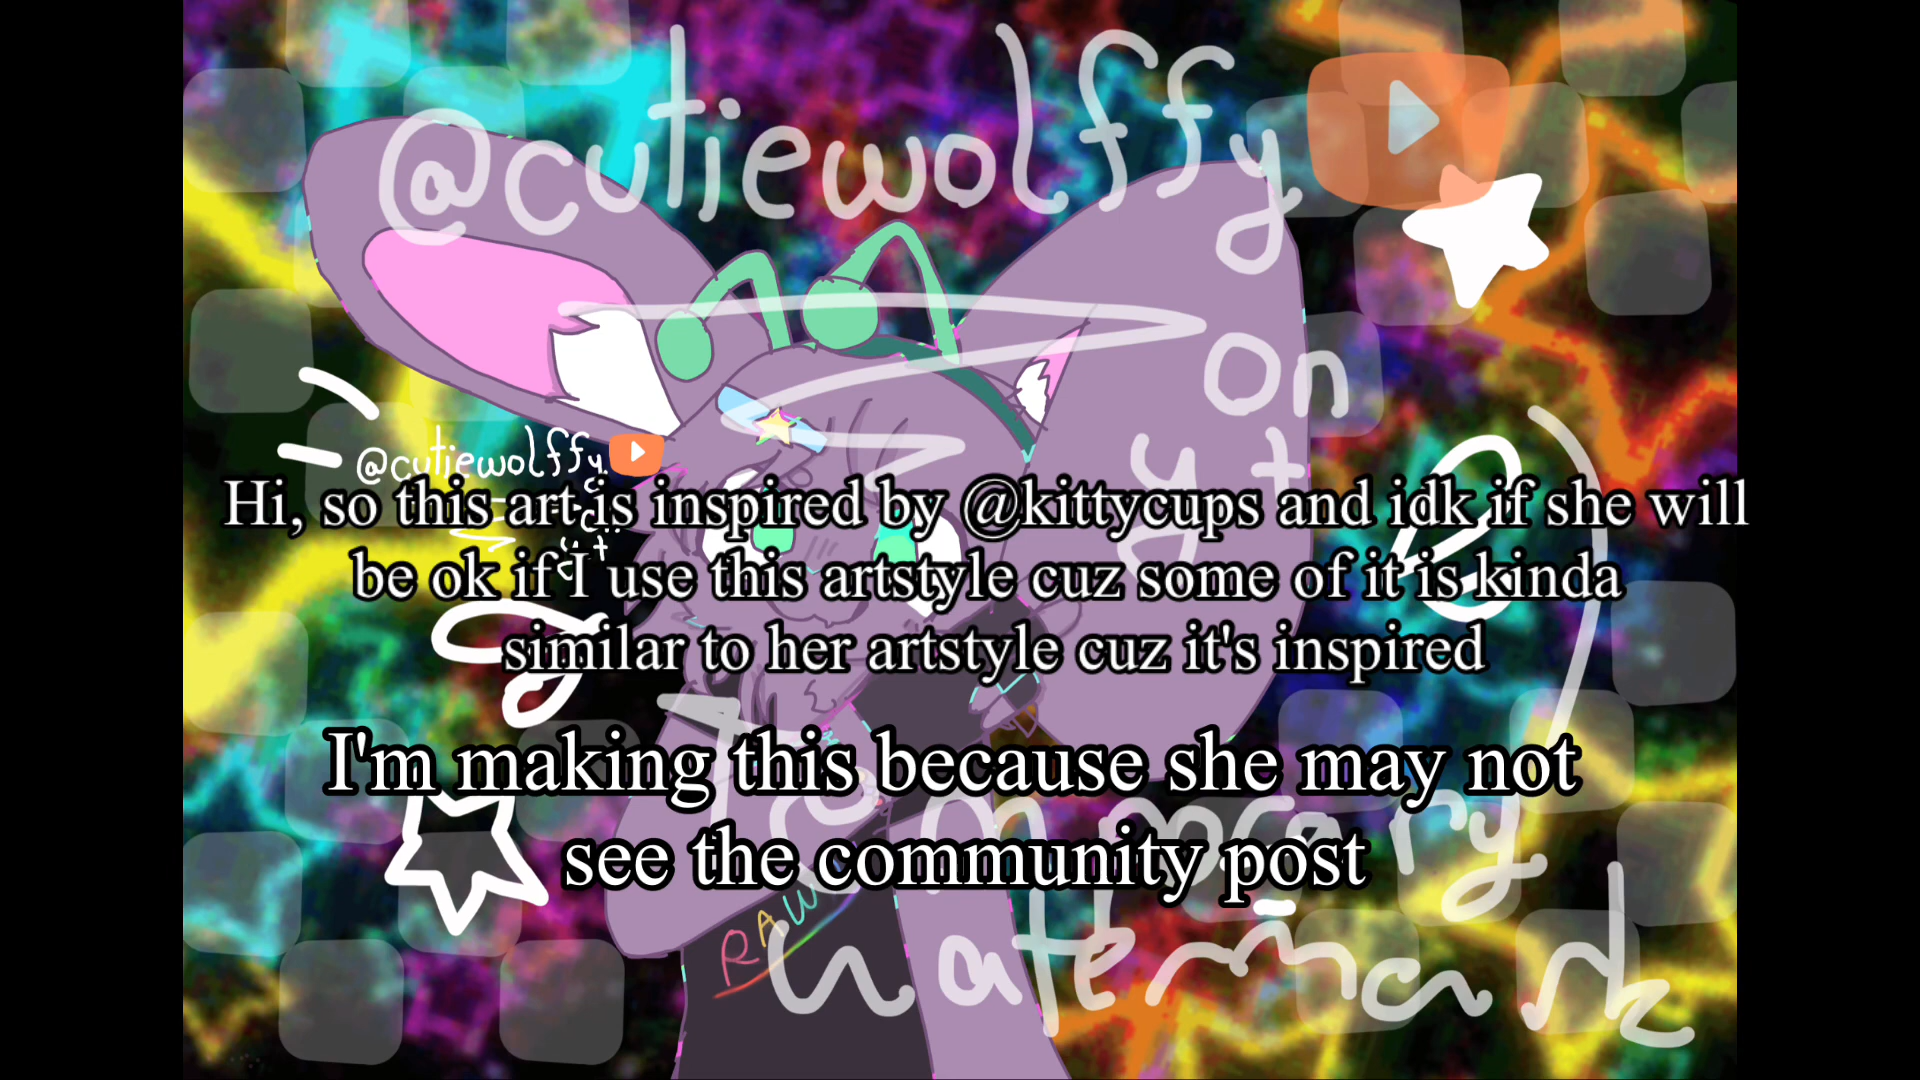 @cutiewolffy
on
yt
@cutiewolffy
Hi, so this art is inspired by @kittycups and idk if she will
be ok if I use this artstyle cuz some of it is kinda
similar to her artstyle cuz it's inspired
I'm making this because she may not
see the community post
Temporary
watermark
RAW